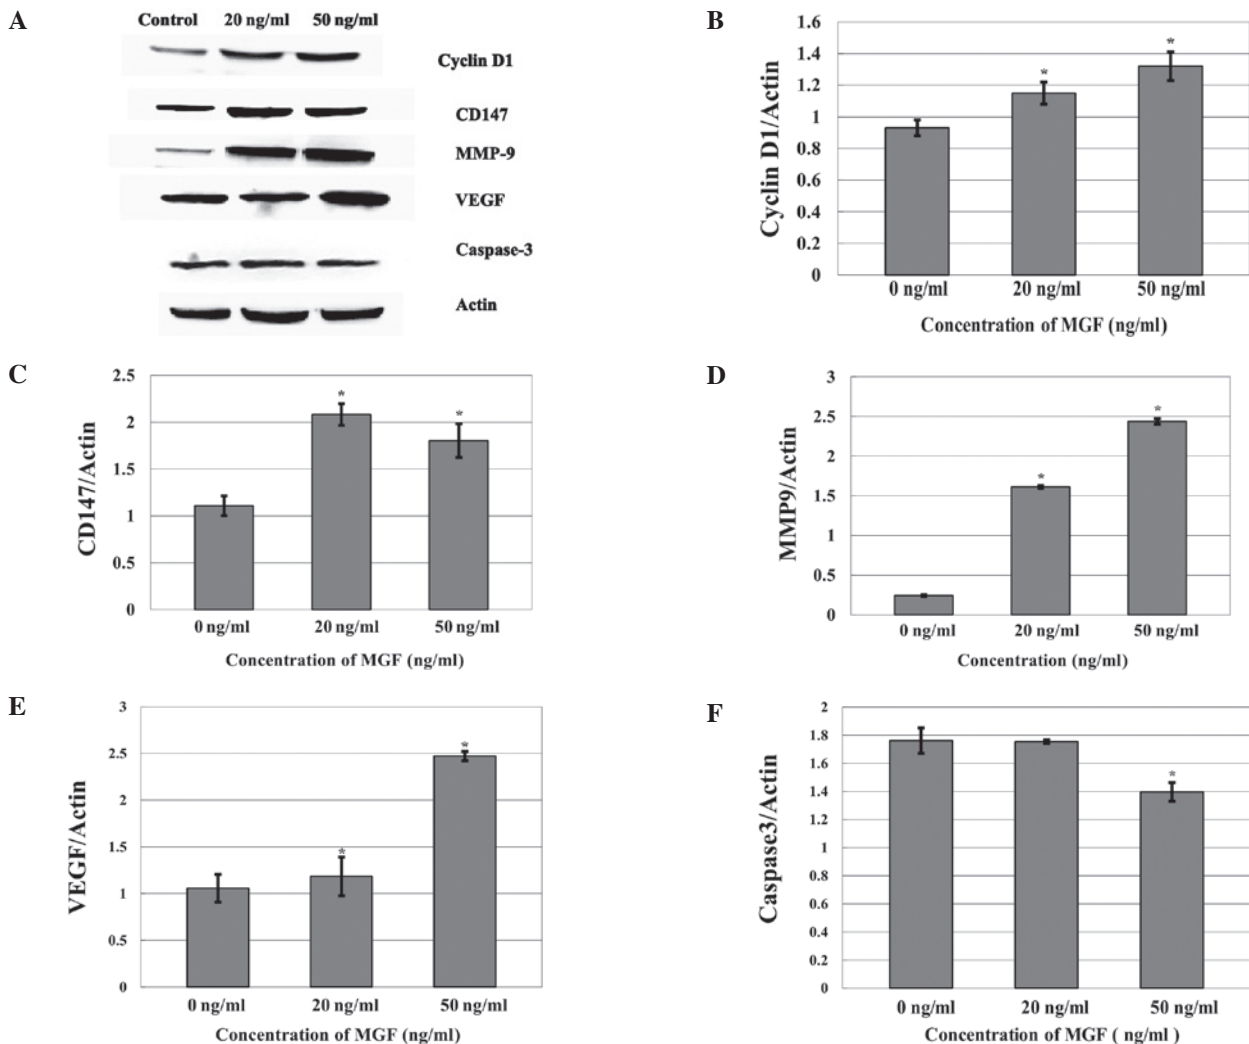 A
Control 20 ng/ml 50 ng/ml
Cyclin D1
CD147
MMP-9
VEGF
Caspase-3
Actin
B
Cyclin D1/Actin
1.6
1.4
1.2
1
0.8
0.6
0.4
0.2
0
*
*
0 ng/ml 20 ng/ml 50 ng/ml
Concentration of MGF (ng/ml)
C
CD147/Actin
2.5
2
1.5
1
0.5
0
*
*
0 ng/ml 20 ng/ml 50 ng/ml
Concentration of MGF (ng/ml)
D
MMP9/Actin
3
2.5
2
1.5
1
0.5
0
*
*
0 ng/ml 20 ng/ml 50 ng/ml
Concentration (ng/ml)
E
VEGF/Actin
3
2.5
2
1.5
1
0.5
0
*
*
0 ng/ml 20 ng/ml 50 ng/ml
Concentration of MGF (ng/ml)
F
Caspase3/Actin
2
1.8
1.6
1.4
1.2
1
0.8
0.6
0.4
0.2
0
*
0 ng/ml 20 ng/ml 50 ng/ml
Concentration of MGF ( ng/ml )